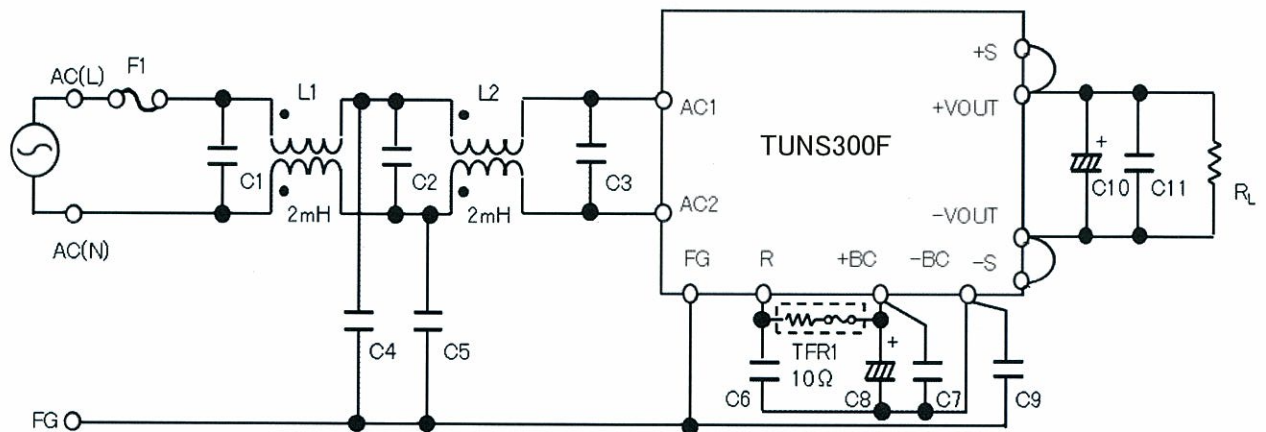 AC(L)
F1
L1
L2
C1
C2
C3
2mH
2mH
AC(N)
C4
C5
FG
TUNS300F
AC1
AC2
+S
+VOUT
-VOUT
-S
FG
R
+BC
-BC
TFR1
10Ω
C6
+
C8
C7
C9
+
C10
C11
RL